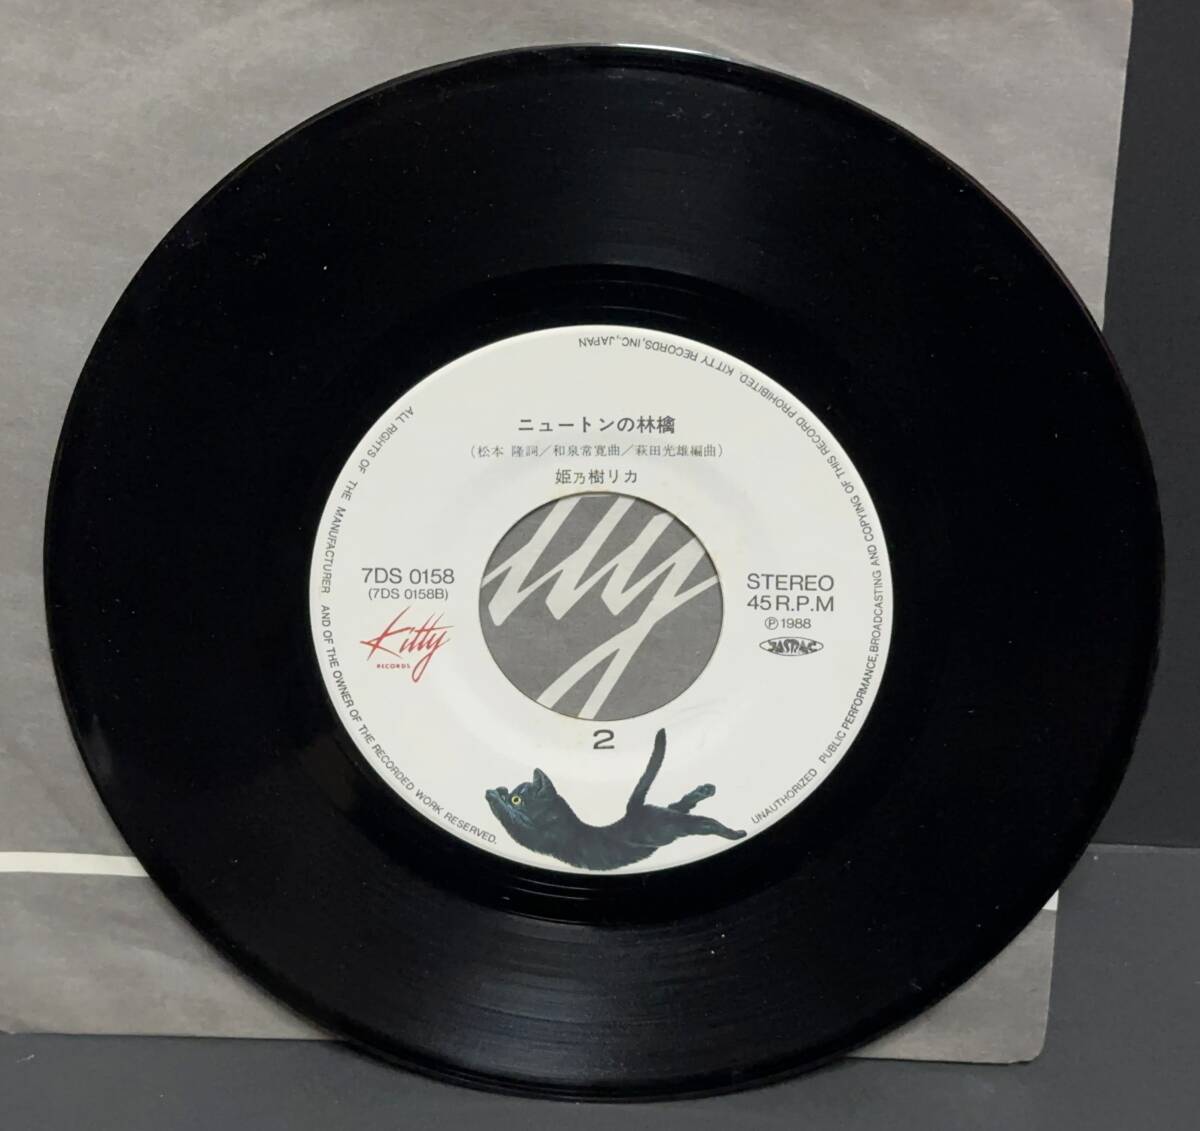 ニュートンの林檎
(松本 隆詞/和泉常寛曲/萩田光雄編曲)
姫乃樹リカ
7DS 0158
(7DS 0158B)
Kitty
RECORDS
STEREO
45 R.P.M
Ⓟ1988
JASRAC
2
ALL RIGHTS OF THE MANUFACTURER AND OF THE OWNER OF THE RECORDED WORK RESERVED.
UNAUTHORIZED PUBLIC PERFORMANCE, BROADCASTING AND COPYING OF THIS RECORD PROHIBITED. KITTY RECORDS, INC., JAPAN